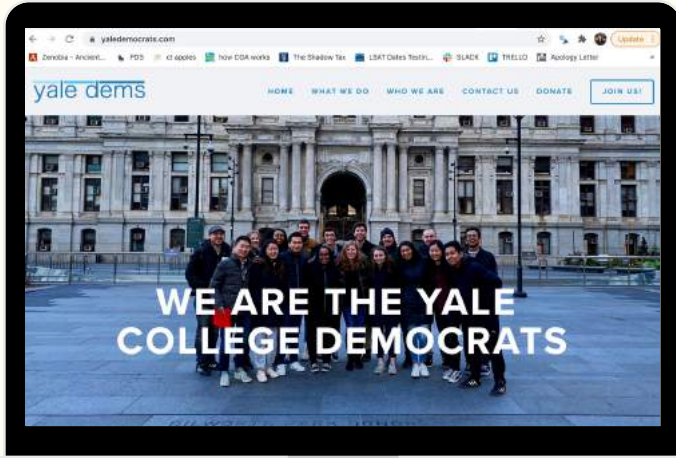 yaledemocrats.com
Update
Zenobia - Ancient... PDS ct apples how CGA works The Shadow Tax LSAT Dates Testin... SLACK TRELLO Apology Letter
yale dems HOME WHAT WE DO WHO WE ARE CONTACT US DONATE JOIN US!
WE ARE THE YALE
COLLEGE DEMOCRATS